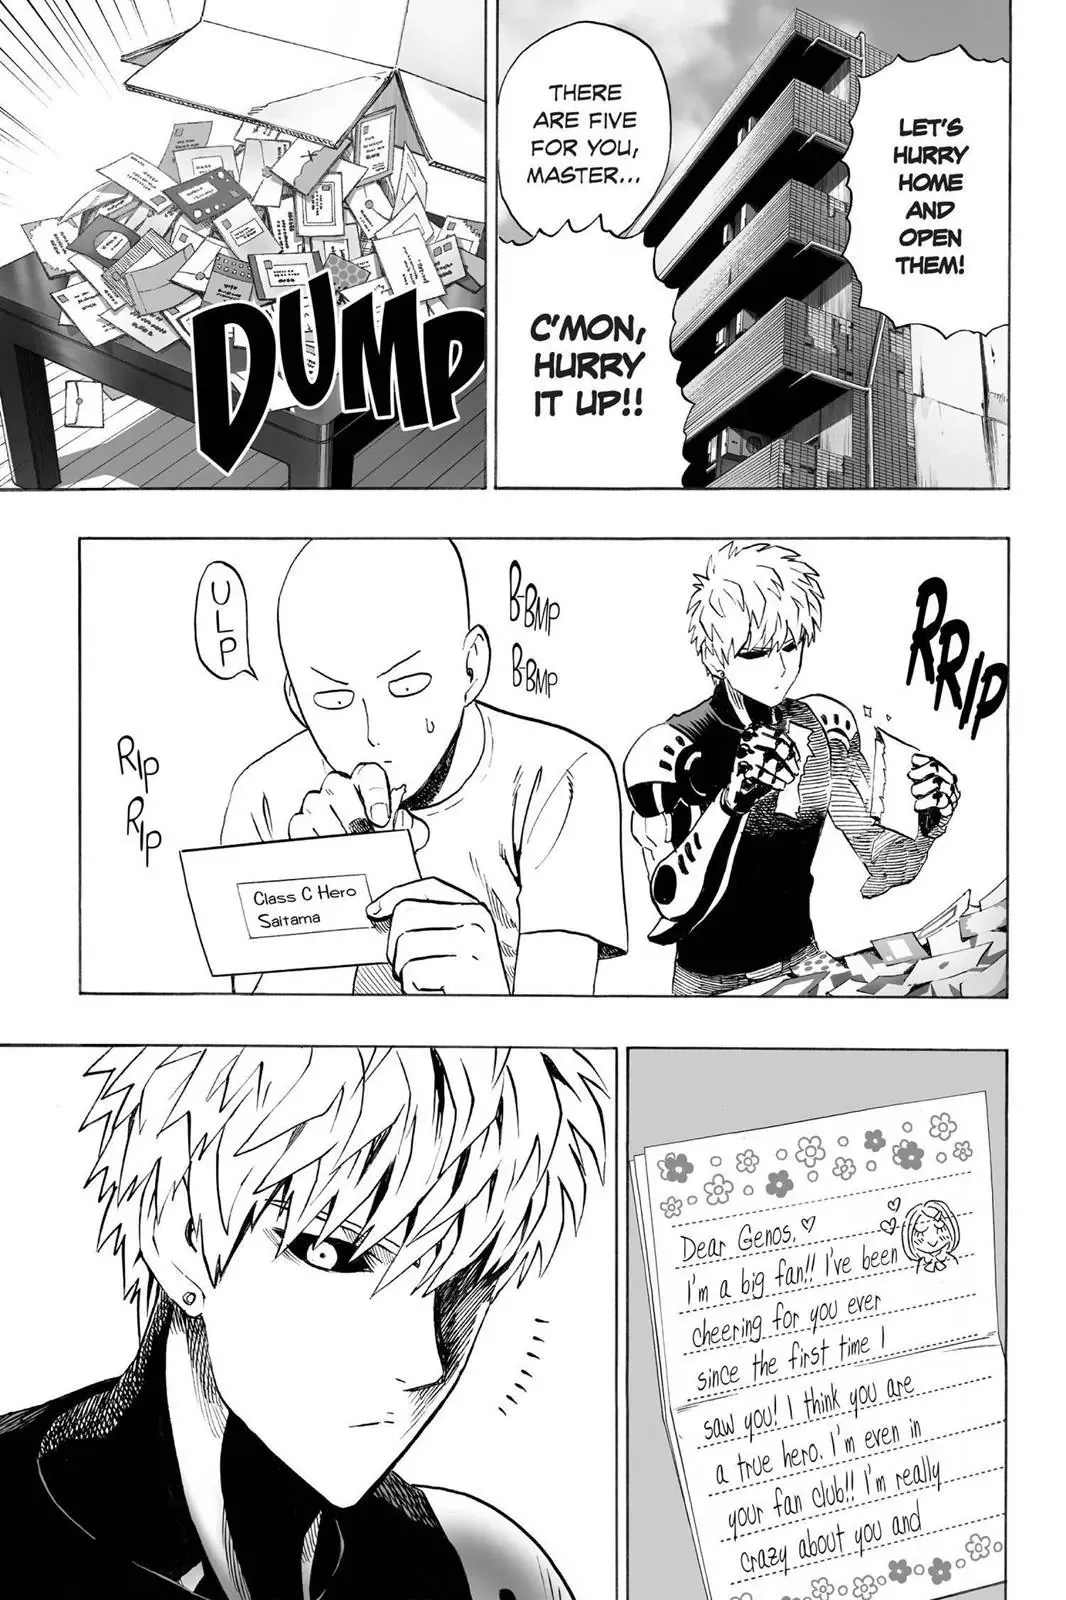 LET'S
HURRY
HOME
AND
OPEN
THEM!
THERE
ARE FIVE
FOR YOU,
MASTER...
C'MON,
HURRY
IT UP!!
DUMP
RRRIP
B-BMP
B-BMP
ULP
RIP
RIP
Class C Hero
Saitama
Dear Genos, ♡
I'm a big fan!! I've been
cheering for you ever
since the first time I
saw you! I think you are
a true hero. I'm even in
your fan club!! I'm really
crazy about you and